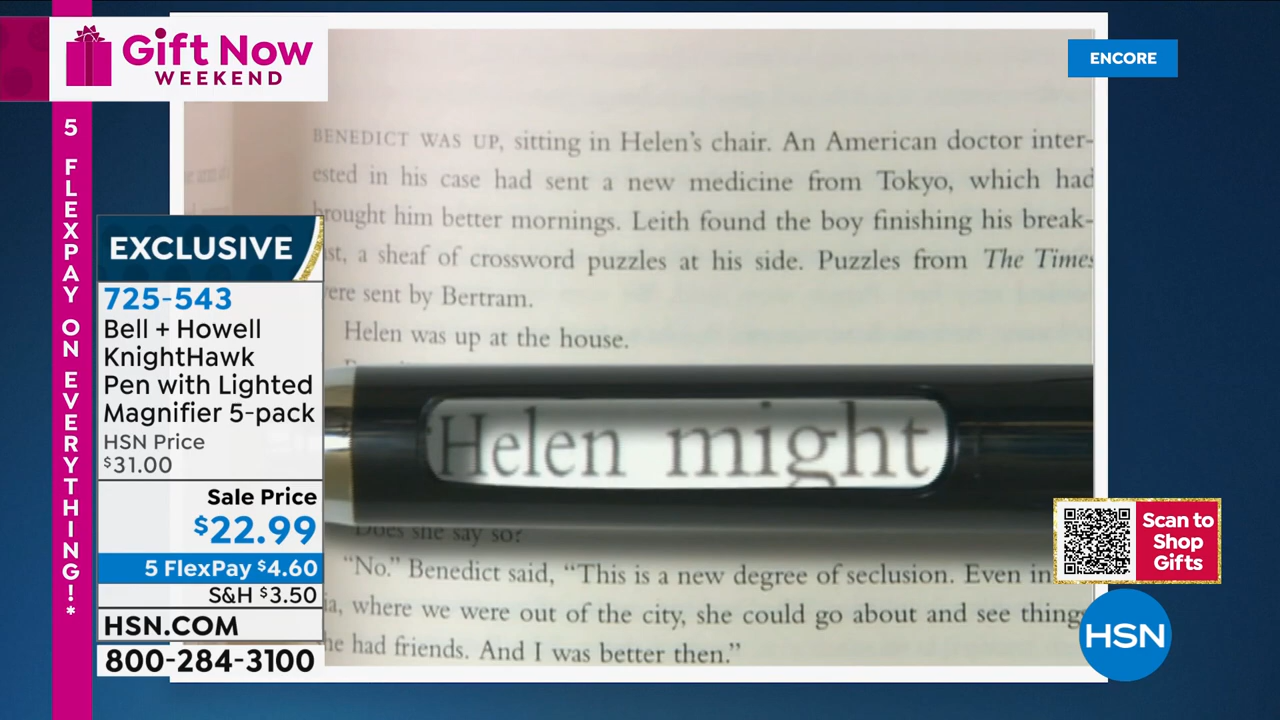 Gift Now
WEEKEND
ENCORE
5 FLEXPAY ON EVERYTHING!*
EXCLUSIVE
725-543
Bell + Howell
KnightHawk
Pen with Lighted
Magnifier 5-pack
HSN Price
$31.00
Sale Price
$22.99
5 FlexPay $4.60
S&H $3.50
HSN.COM
800-284-3100
BENEDICT WAS UP, sitting in Helen's chair. An American doctor inter-
ested in his case had sent a new medicine from Tokyo, which had
brought him better mornings. Leith found the boy finishing his break-
st, a sheaf of crossword puzzles at his side. Puzzles from The Times
ere sent by Bertram.
Helen was up at the house.
Helen might
Does she say so?
“No.” Benedict said, “This is a new degree of seclusion. Even in
ia, where we were out of the city, she could go about and see things
he had friends. And I was better then.”
Scan to
Shop
Gifts
HSN